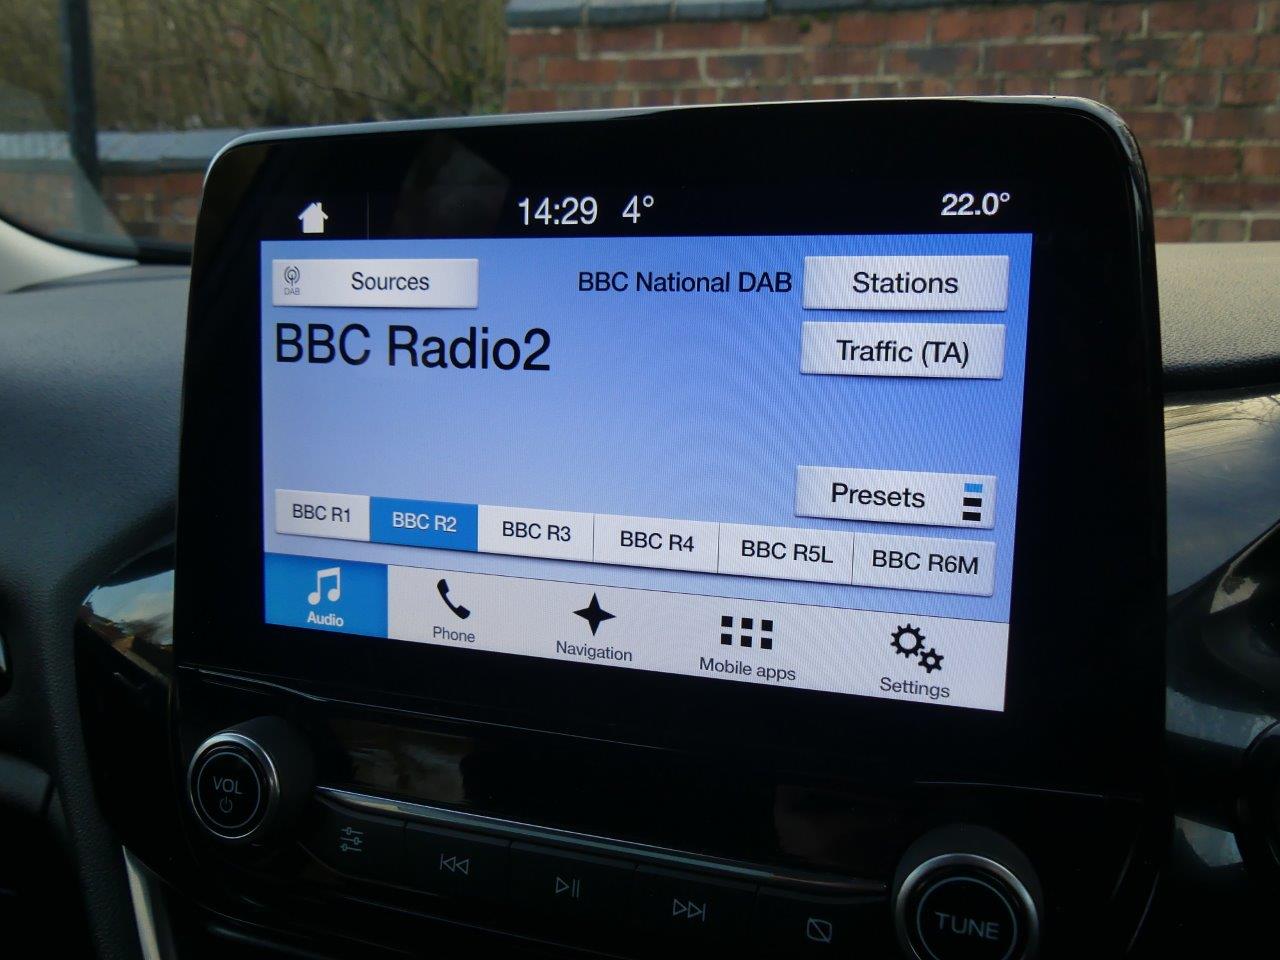 14:29 4°
22.0°
DAB
Sources
BBC National DAB
Stations
BBC Radio2
Traffic (TA)
Presets
BBC R1
BBC R2
BBC R3
BBC R4
BBC R5L
BBC R6M
Audio
Phone
Navigation
Mobile apps
Settings
VOL
TUNE